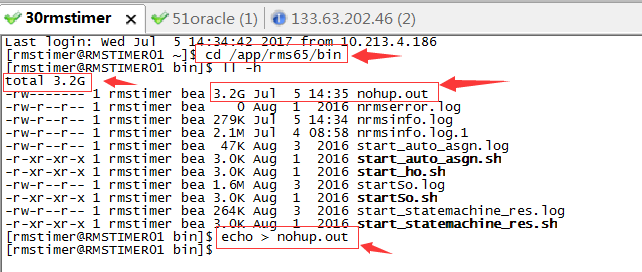 30rmstimer × 51oracle (1) 133.63.202.46 (2)
Last login: Wed Jul  5 14:34:42 2017 from 10.213.4.186
[rmstimer@RMSTIMER01 ~]$ cd /app/rms65/bin
[rmstimer@RMSTIMER01 bin]$ ll -h
total 3.2G
-rw------- 1 rmstimer bea 3.2G Jul  5 14:35 nohup.out
-rw-r--r-- 1 rmstimer bea    0 Aug  1  2016 nrmserror.log
-rw-r--r-- 1 rmstimer bea 279K Jul  5 14:34 nrmsinfo.log
-rw-r--r-- 1 rmstimer bea 2.1M Jul  4 08:58 nrmsinfo.log.1
-rw-r--r-- 1 rmstimer bea  47K Aug  3  2016 start_auto_asgn.log
-r-xr-xr-x 1 rmstimer bea 3.0K Aug  1  2016 start_auto_asgn.sh
-r-xr-xr-x 1 rmstimer bea 3.0K Aug  1  2016 start_ho.sh
-rw-r--r-- 1 rmstimer bea 1.6M Aug  3  2016 startSo.log
-r-xr-xr-x 1 rmstimer bea 3.0K Aug  1  2016 startSo.sh
-rw-r--r-- 1 rmstimer bea 264K Aug  3  2016 start_statemachine_res.log
-r-xr-xr-x 1 rmstimer bea 3.0K Aug  1  2016 start_statemachine_res.sh
[rmstimer@RMSTIMER01 bin]$ echo > nohup.out